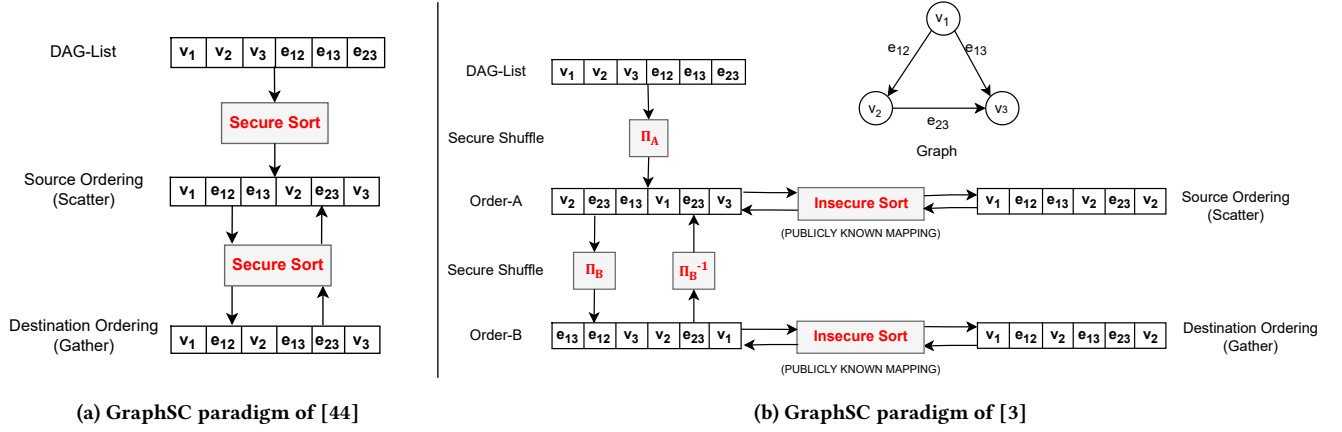 DAG-List
v1 v2 v3 e12 e13 e23
Secure Sort
Source Ordering
(Scatter)
v1 e12 e13 v2 e23 v3
Secure Sort
Destination Ordering
(Gather)
v1 e12 v2 e13 e23 v3
(a) GraphSC paradigm of [44]
v1
e12
e13
v2
v3
e23
Graph
DAG-List
v1 v2 v3 e12 e13 e23
Secure Shuffle
Π_A
Order-A
v2 e23 e13 v1 e23 v3
Insecure Sort
(PUBLICLY KNOWN MAPPING)
v1 e12 e13 v2 e23 v2
Source Ordering
(Scatter)
Secure Shuffle
Π_B
Π_B^-1
Order-B
e13 e12 v3 v2 e23 v1
Insecure Sort
(PUBLICLY KNOWN MAPPING)
v1 e12 v2 e13 e23 v2
Destination Ordering
(Gather)
(b) GraphSC paradigm of [3]